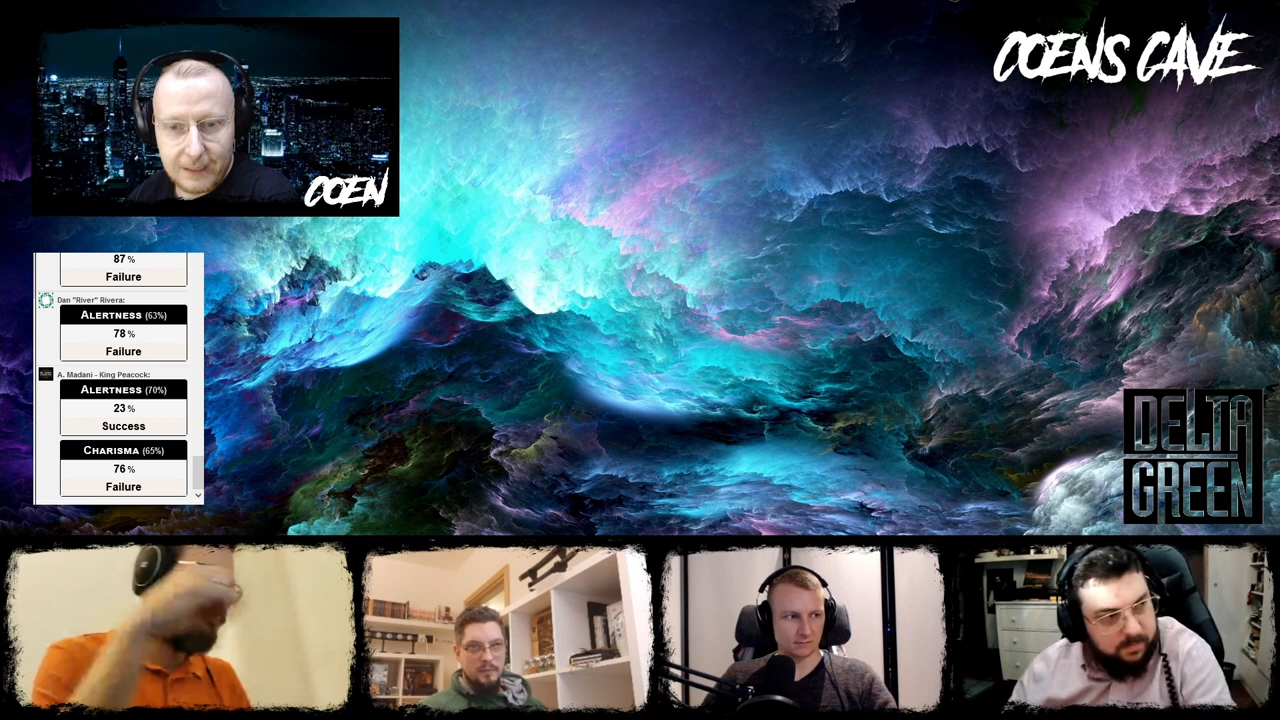 COENS CAVE
COEN
87 %
Failure
Dan "River" Rivera:
ALERTNESS (63%)
78 %
Failure
A. Madani - King Peacock:
ALERTNESS (70%)
23 %
Success
CHARISMA (65%)
76 %
Failure
DELTA
GREEN